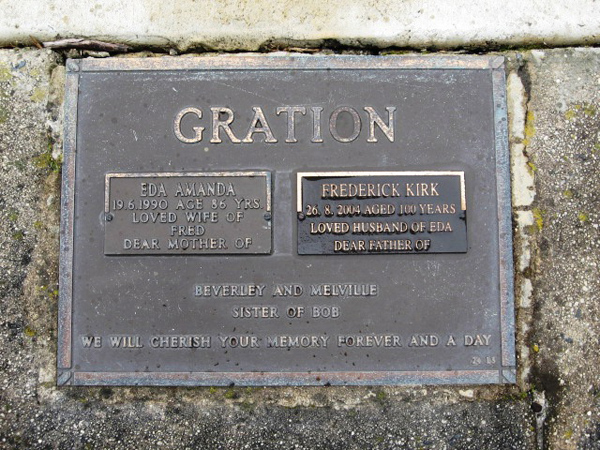 GRATION
EDA AMANDA
19.6.1990 AGE 86 YRS.
LOVED WIFE OF
FRED
DEAR MOTHER OF
FREDERICK KIRK
26. 8. 2004 AGED 100 YEARS
LOVED HUSBAND OF EDA
DEAR FATHER OF
BEVERLEY AND MELVILLE
SISTER OF BOB
WE WILL CHERISH YOUR MEMORY FOREVER AND A DAY